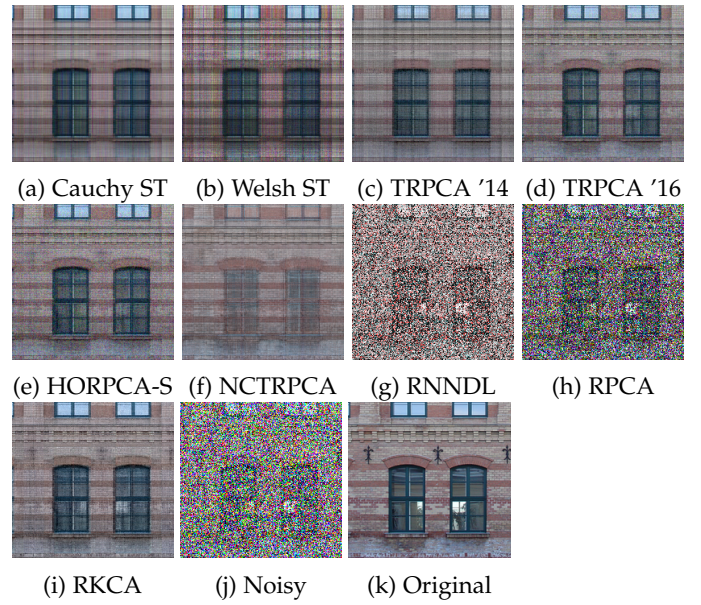 (a) Cauchy ST (b) Welsh ST (c) TRPCA '14 (d) TRPCA '16
(e) HORPCA-S (f) NCTRPCA (g) RNNDL (h) RPCA
(i) RKCA (j) Noisy (k) Original